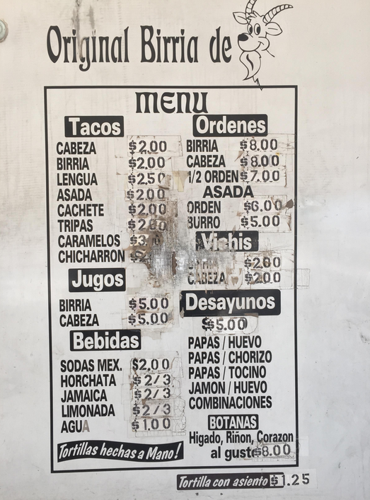 Original Birria de
MENU
Tacos
CABEZA $2.00
BIRRIA $2.00
LENGUA $2.50
ASADA $2.00
CACHETE $2.00
TRIPAS
CARAMELOS
CHICHARRON
Jugos
BIRRIA $5.00
CABEZA $5.00
Bebidas
SODAS MEX. $2,00
HORCHATA $2/3
JAMAICA $2/3
LIMONADA $2/3
AGUA $1.00
Tortillas hechas a Mano!
Ordenes
BIRRIA $8.00
CABEZA $8.00
1/2 ORDEN $7.00
ASADA
ORDEN $6.00
BURRO $5.00
Vichis
$2.00
CABEZA $2.00
Desayunos
$5.00
PAPAS / HUEVO
PAPAS / CHORIZO
PAPAS / TOCINO
JAMON / HUEVO
COMBINACIONES
BOTANAS
Higado, Riñon, Corazon
al gusto $8.00
Tortilla con asiento $1.25